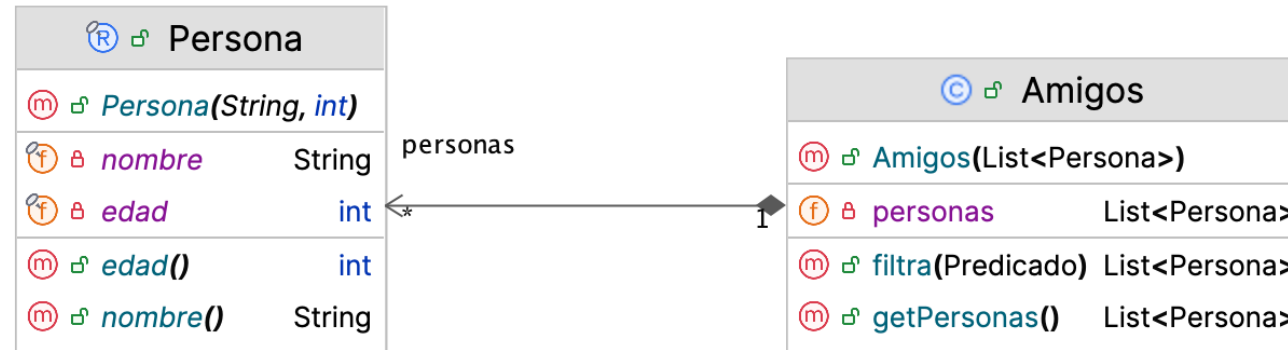 R Persona
m Persona(String, int)
f nombre String
f edad int
m edad() int
m nombre() String
personas
* 1
C Amigos
m Amigos(List<Persona>)
f personas List<Persona>
m filtra(Predicado) List<Persona>
m getPersonas() List<Persona>